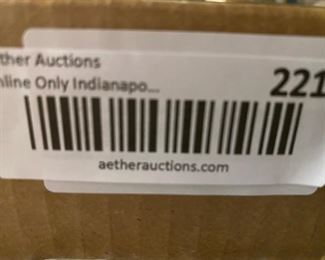 ther Auctions
nline Only Indianapo...
221
aetherauctions.com